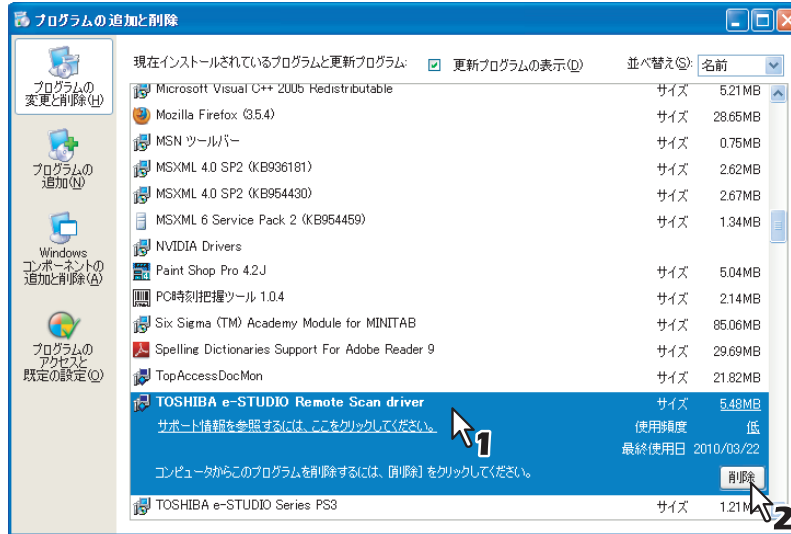 プログラムの追加と削除
プログラムの
変更と削除(H)
プログラムの
追加(N)
Windows
コンポーネントの
追加と削除(A)
プログラムの
アクセスと
既定の設定(O)
現在インストールされているプログラムと更新プログラム: 更新プログラムの表示(D) 並べ替え(S): 名前
Microsoft Visual C++ 2005 Redistributable サイズ 5.21MB
Mozilla Firefox (3.5.4) 28.65MB
MSN ツールバー サイズ 0.75MB
MSXML 4.0 SP2 (KB936181) サイズ 2.62MB
MSXML 4.0 SP2 (KB954430) サイズ 2.67MB
MSXML 6 Service Pack 2 (KB954459) サイズ 1.34MB
NVIDIA Drivers
Paint Shop Pro 4.2J サイズ 5.04MB
PC時刻把握ツール 1.0.4 サイズ 2.14MB
Six Sigma (TM) Academy Module for MINITAB サイズ 85.06MB
Spelling Dictionaries Support For Adobe Reader 9 サイズ 29.69MB
TopAccessDocMon サイズ 21.82MB
TOSHIBA e-STUDIO Remote Scan driver サイズ 5.48MB
サポート情報を参照するには、ここをクリックしてください。 1 使用頻度 低
最終使用日 2010/03/22
コンピュータからこのプログラムを削除するには、[削除] をクリックしてください。 削除
TOSHIBA e-STUDIO Series PS3 サイズ 1.21M 2